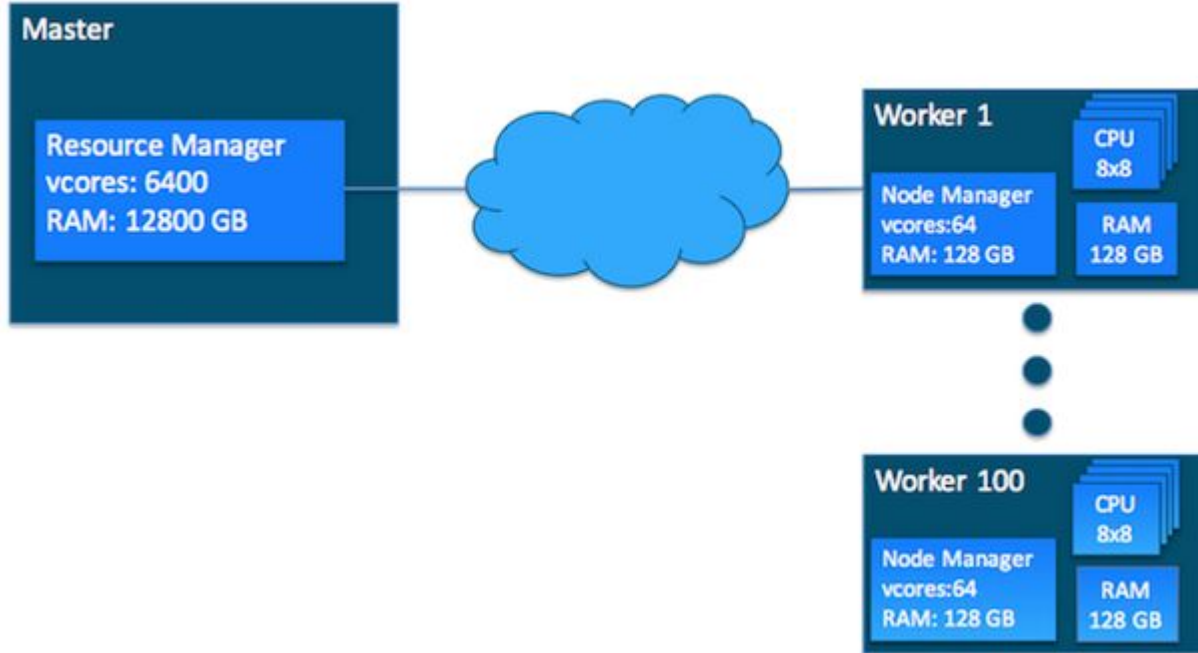 Master
Resource Manager
vcores: 6400
RAM: 12800 GB
Worker 1
CPU
8x8
Node Manager
vcores:64
RAM: 128 GB
RAM
128 GB
Worker 100
CPU
8x8
Node Manager
vcores:64
RAM: 128 GB
RAM
128 GB